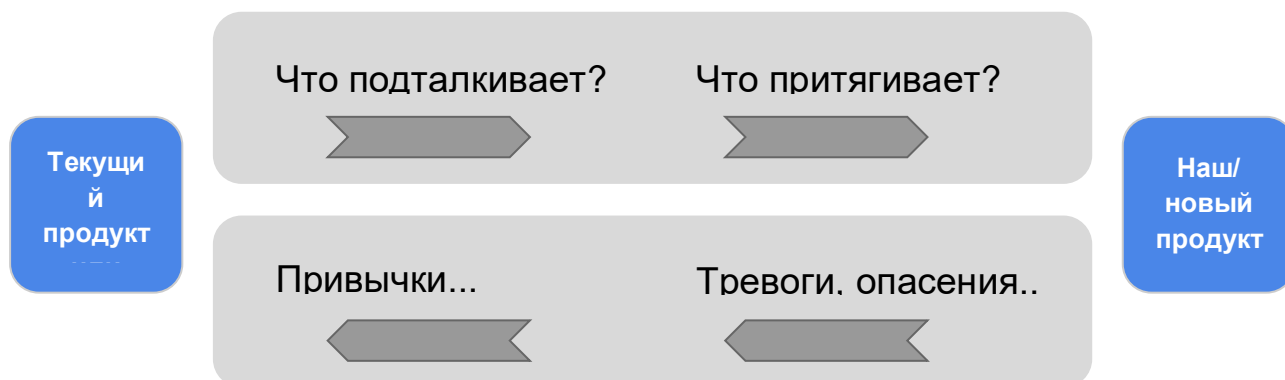 Что подталкивает?
Что притягивает?
Текущи
й
продукт
Наш/
новый
продукт
Привычки...
Тревоги, опасения..